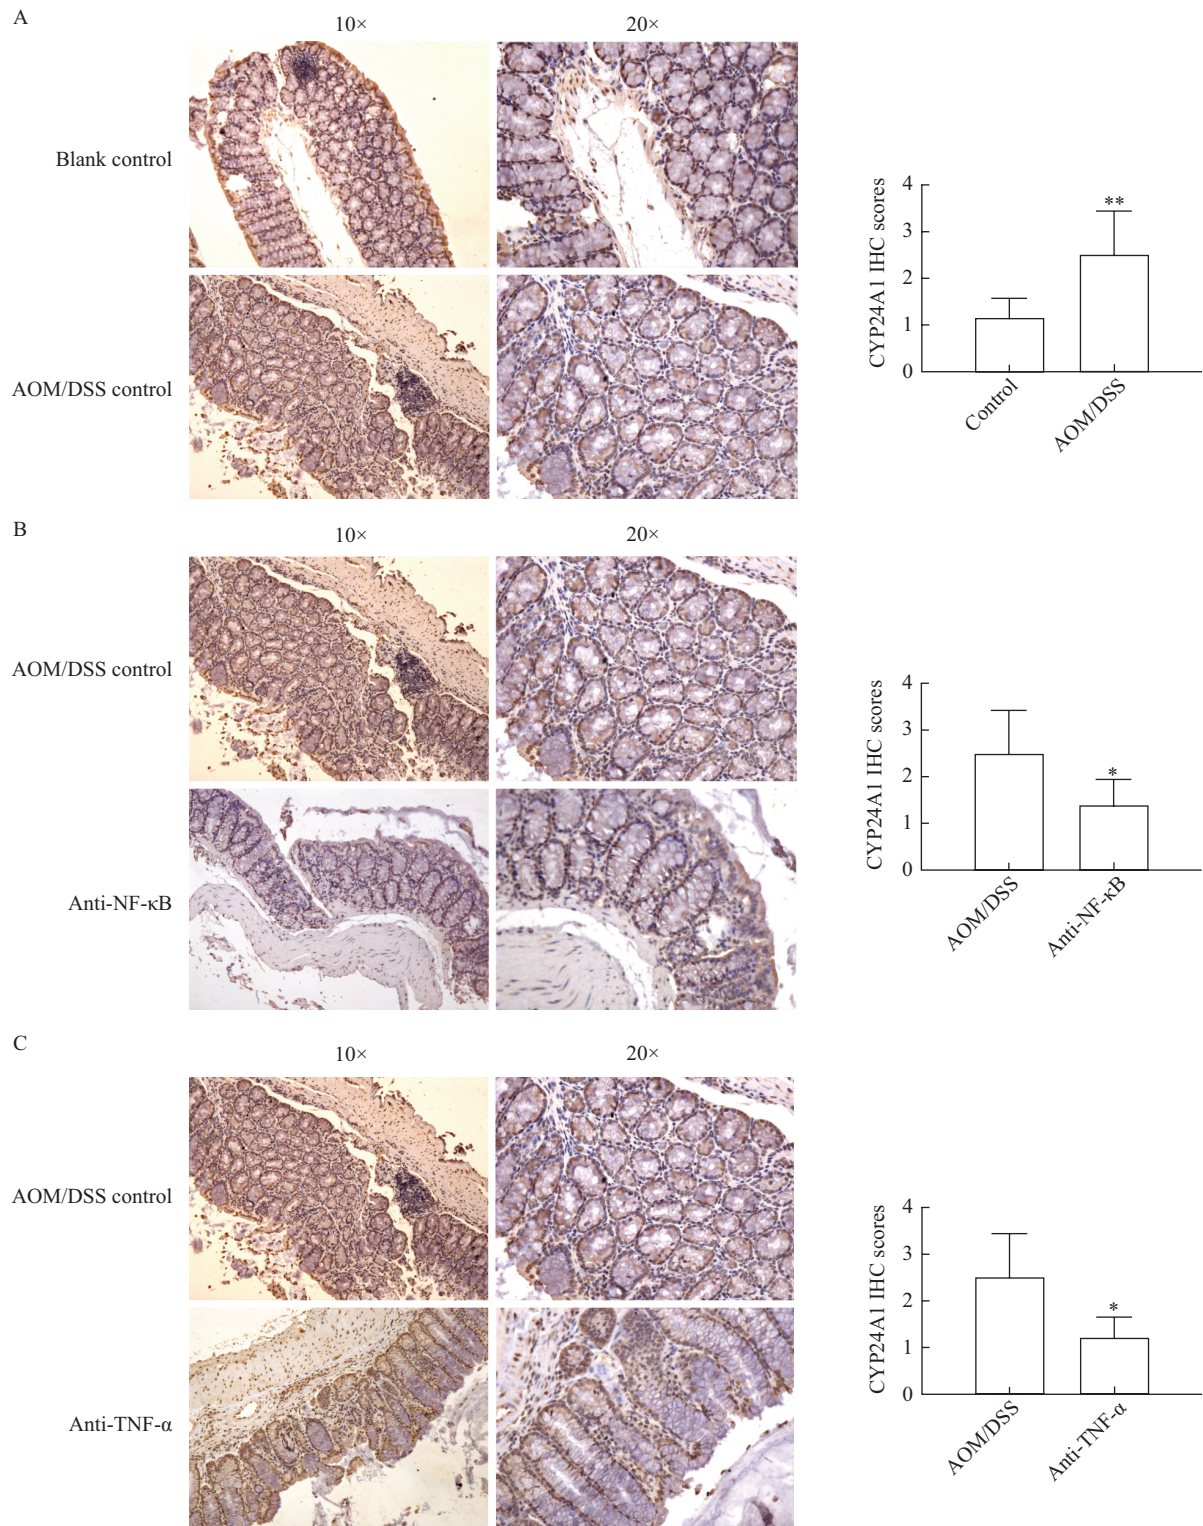 A
10×
20×
Blank control
AOM/DSS control
CYP24A1 IHC scores
4
3
2
1
0
**
Control
AOM/DSS
B
10×
20×
AOM/DSS control
Anti-NF-κB
CYP24A1 IHC scores
4
3
2
1
0
*
AOM/DSS
Anti-NF-κB
C
10×
20×
AOM/DSS control
Anti-TNF-α
CYP24A1 IHC scores
4
3
2
1
0
*
AOM/DSS
Anti-TNF-α